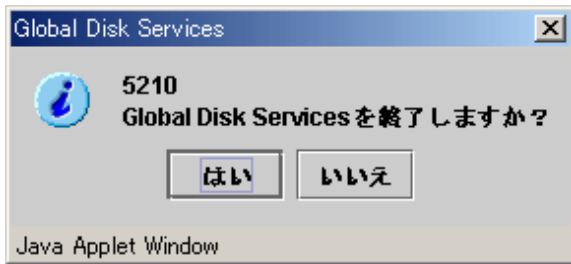 Global Disk Services
5210
Global Disk Servicesを終了しますか？
はい いいえ
Java Applet Window